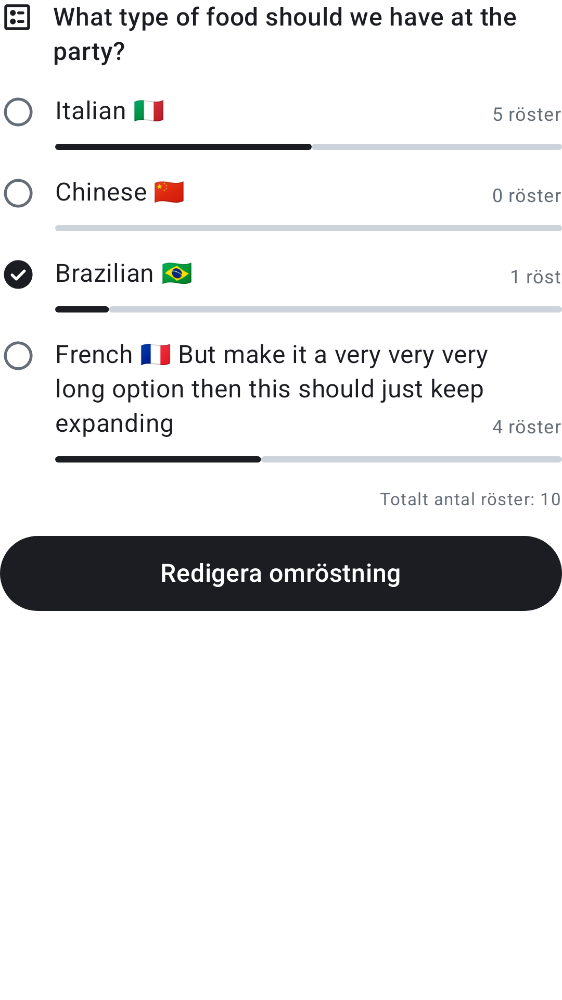 What type of food should we have at the
party?
Italian 🇮🇹
5 röster
Chinese 🇨🇳
0 röster
Brazilian 🇧🇷
1 röst
French 🇫🇷 But make it a very very very
long option then this should just keep
expanding
4 röster
Totalt antal röster: 10
Redigera omröstning